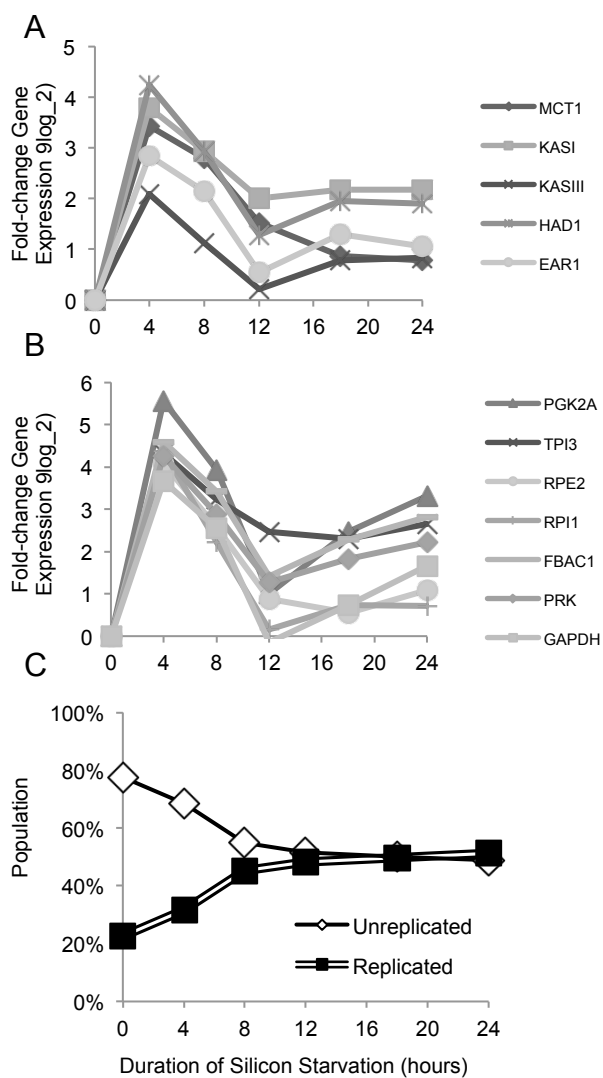 A
Fold-change Gene
Expression 9log_2)
5
4
3
2
1
0
0 4 8 12 16 20 24
MCT1
KASI
KASIII
HAD1
EAR1
B
Fold-change Gene
Expression 9log_2)
6
5
4
3
2
1
0
0 4 8 12 16 20 24
PGK2A
TPI3
RPE2
RPI1
FBAC1
PRK
GAPDH
C
Population
100%
80%
60%
40%
20%
0%
Unreplicated
Replicated
0 4 8 12 16 20 24
Duration of Silicon Starvation (hours)